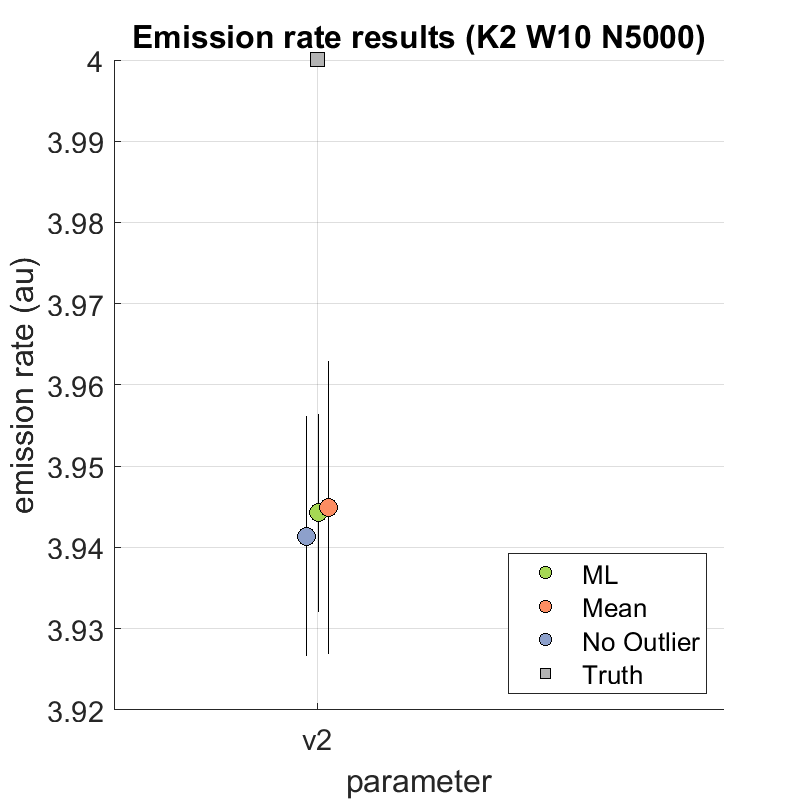 Emission rate results (K2 W10 N5000)
4
3.99
3.98
3.97
3.96
3.95
3.94
3.93
3.92
emission rate (au)
v2
parameter
ML
Mean
No Outlier
Truth